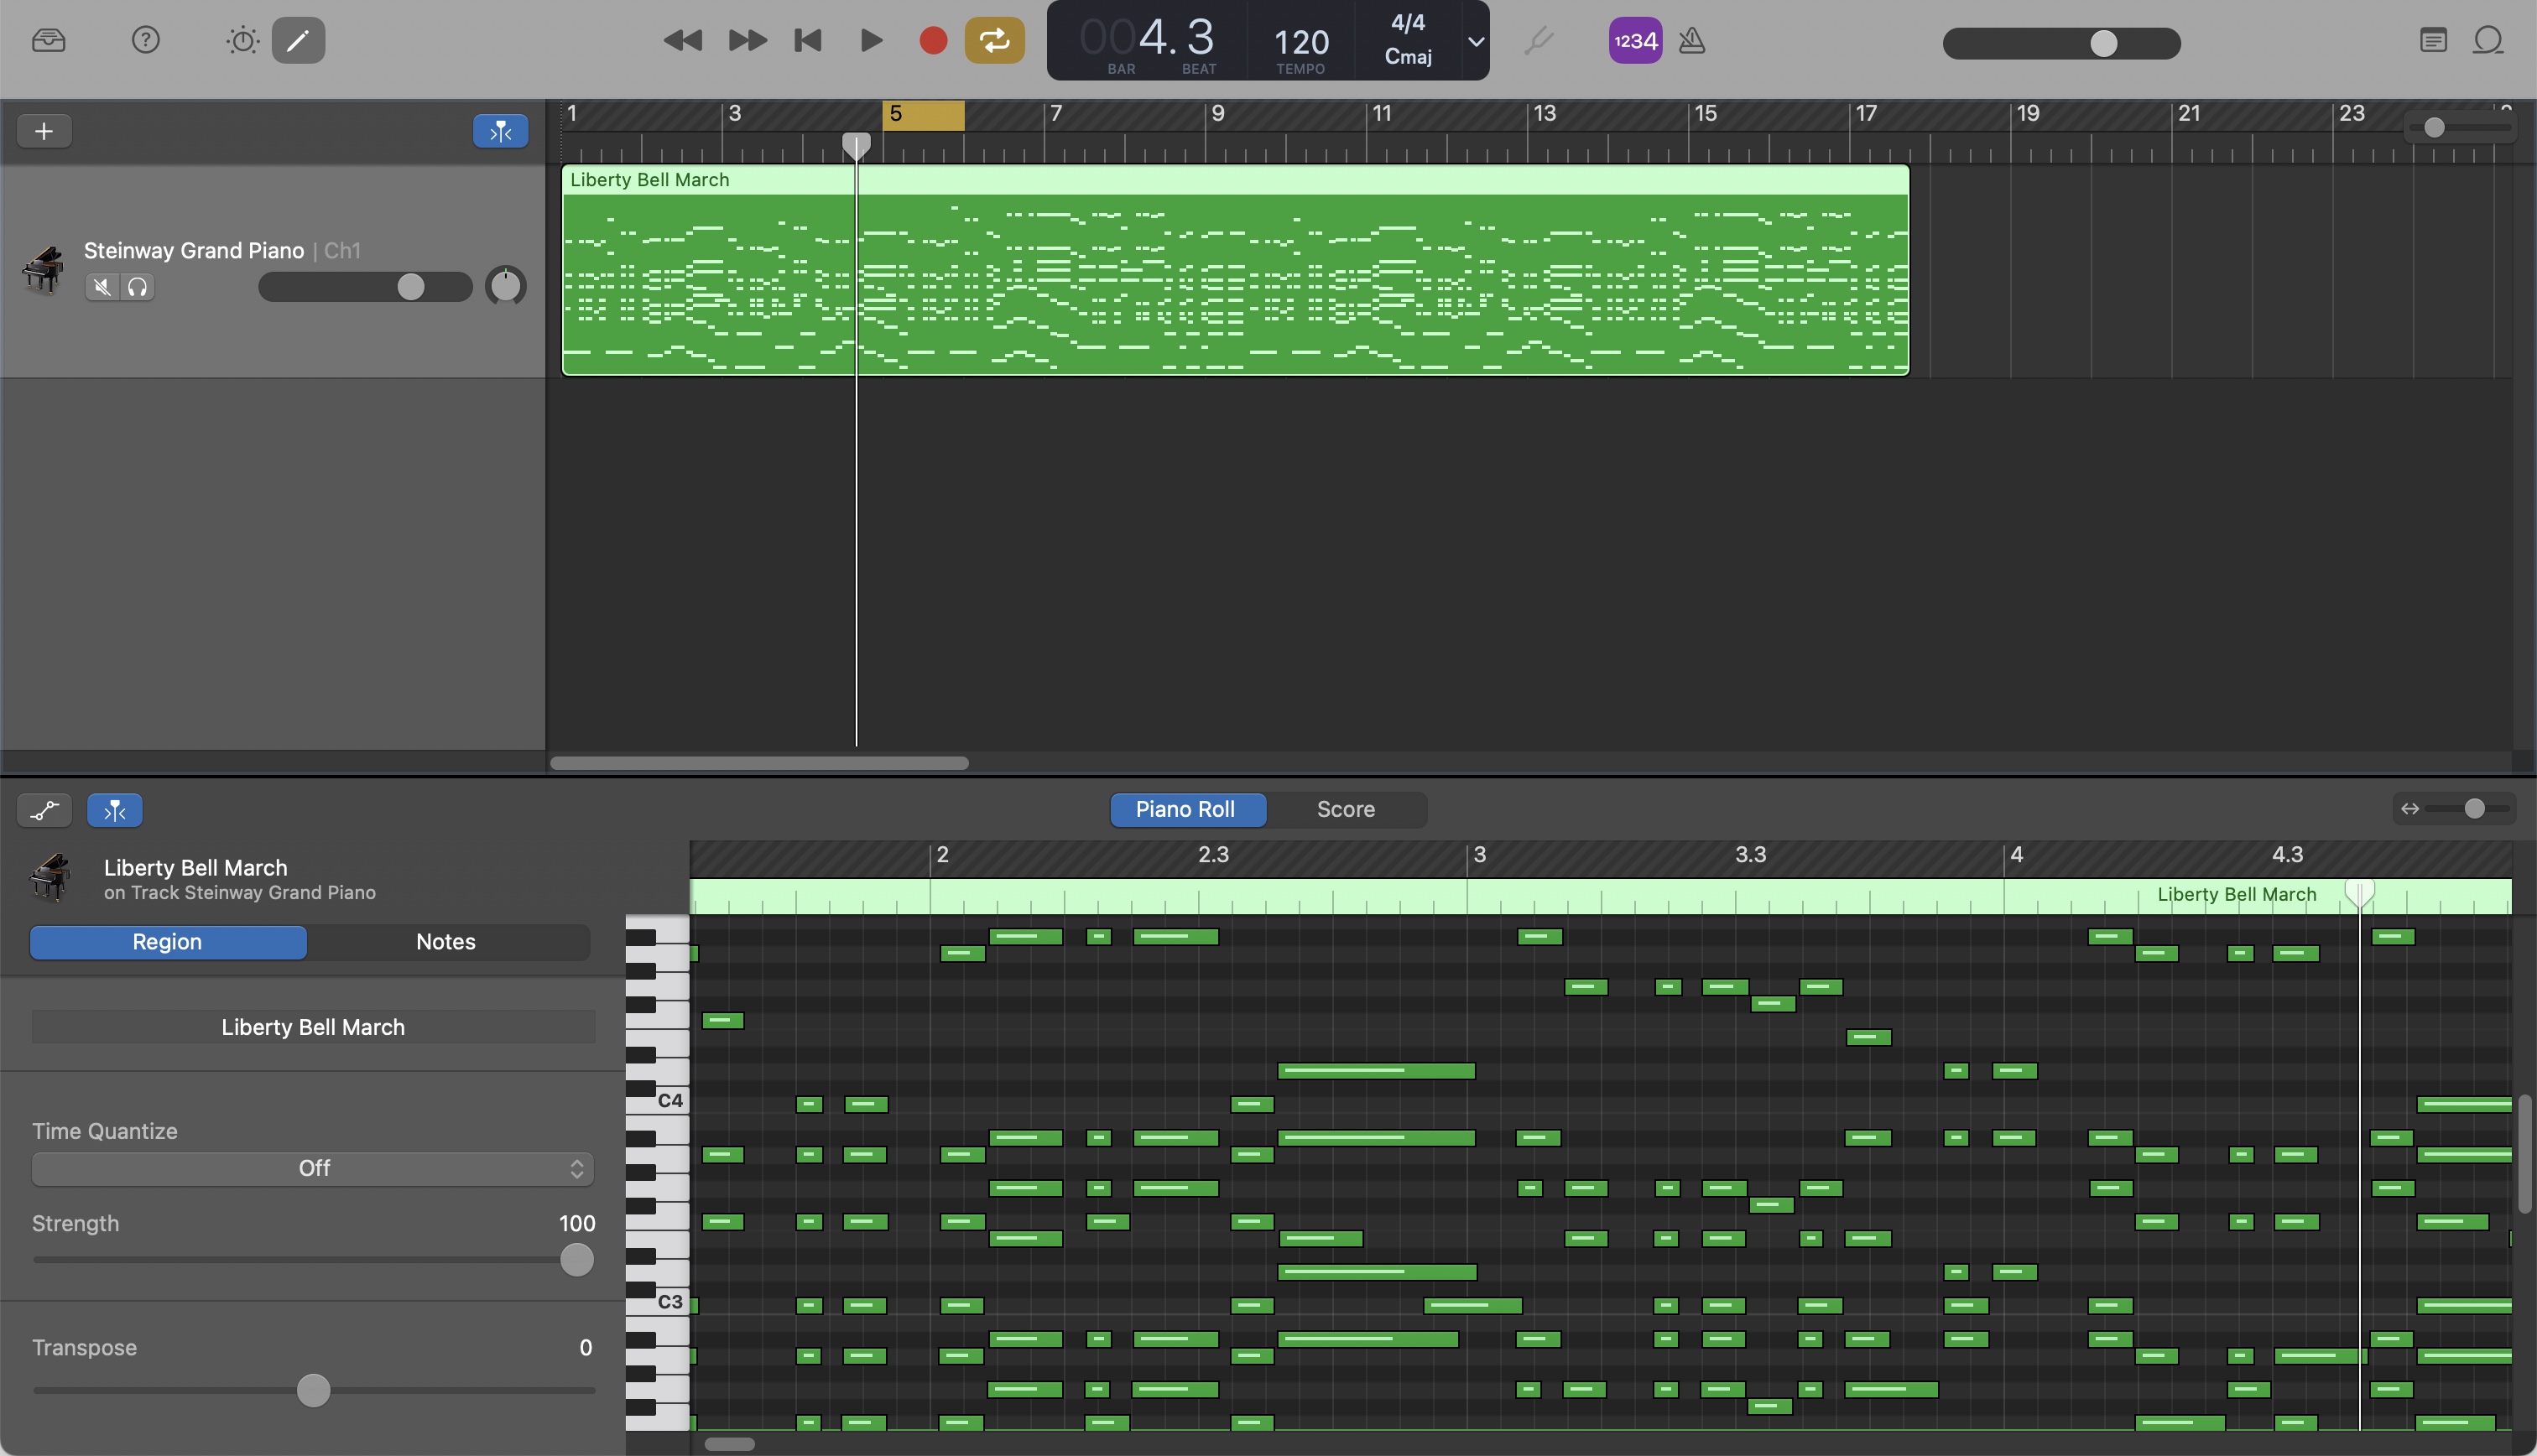 004.3
120
4/4
Cmaj
BAR BEAT TEMPO
1234
1 3 5 7 9 11 13 15 17 19 21 23
Liberty Bell March
Steinway Grand Piano | Ch1
Piano Roll Score
Liberty Bell March
on Track Steinway Grand Piano
2 2.3 3 3.3 4 4.3
Liberty Bell March
Region Notes
Liberty Bell March
C4
Time Quantize
Off
Strength 100
C3
Transpose 0